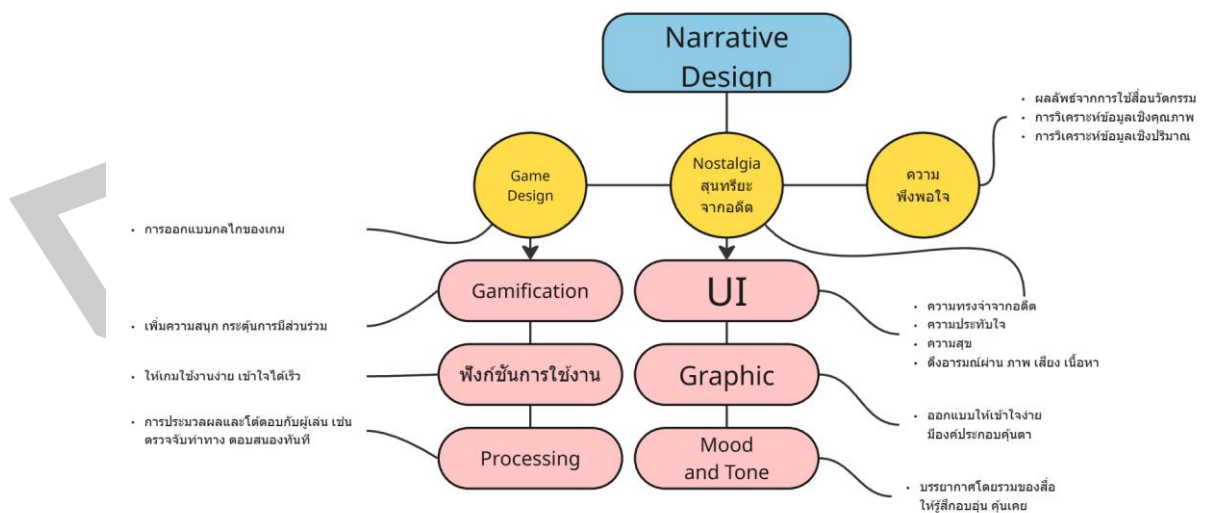 Narrative
Design
• ผลลัพธ์จากการใช้สื่อนวัตกรรม
• การวิเคราะห์ข้อมูลเชิงคุณภาพ
• การวิเคราะห์ข้อมูลเชิงปริมาณ
Game
Design
Nostalgia
สุนทรียะ
จากอดีต
ความ
พึงพอใจ
• การออกแบบกลไกของเกม
Gamification
UI
• เพิ่มความสนุก กระตุ้นการมีส่วนร่วม
• ความทรงจำจากอดีต
• ความประทับใจ
• ความสุข
• ดึงอารมณ์ผ่าน ภาพ เสียง เนื้อหา
• ให้เกมใช้งานง่าย เข้าใจได้เร็ว
ฟังก์ชันการใช้งาน
Graphic
• ออกแบบให้เข้าใจง่าย
มีองค์ประกอบคุ้นตา
• การประมวลผลและโต้ตอบกับผู้เล่น เช่น
ตรวจจับท่าทาง ตอบสนองทันที
Processing
Mood
and Tone
• บรรยากาศโดยรวมของสื่อ
ให้รู้สึกอบอุ่น คุ้นเคย